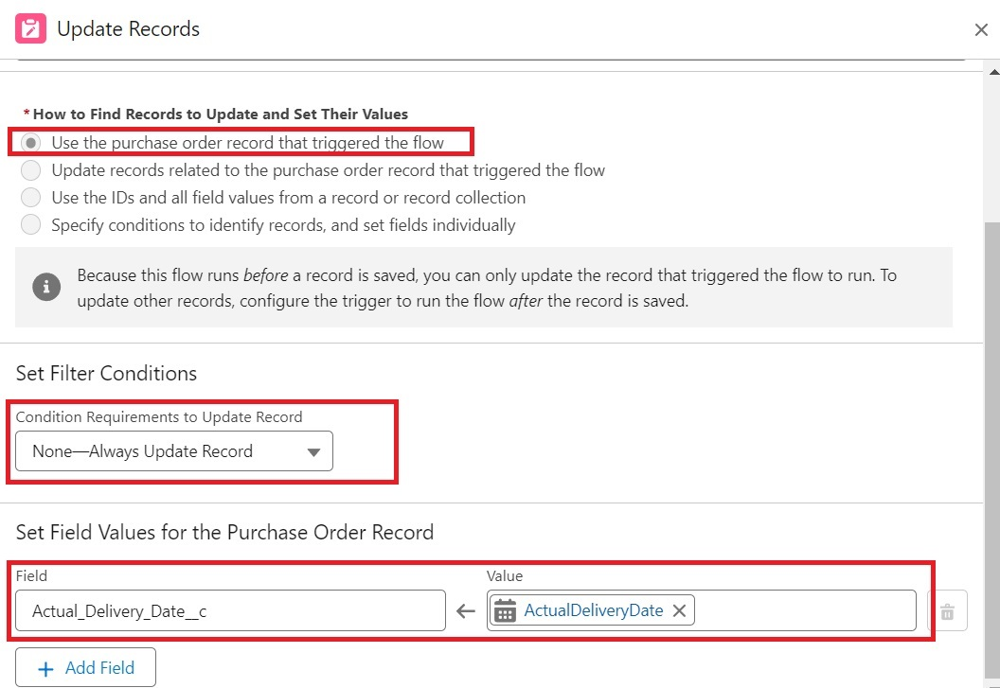 Update Records
* How to Find Records to Update and Set Their Values
Use the purchase order record that triggered the flow
Update records related to the purchase order record that triggered the flow
Use the IDs and all field values from a record or record collection
Specify conditions to identify records, and set fields individually
Because this flow runs before a record is saved, you can only update the record that triggered the flow to run. To
update other records, configure the trigger to run the flow after the record is saved.
Set Filter Conditions
Condition Requirements to Update Record
None—Always Update Record
Set Field Values for the Purchase Order Record
Field Value
Actual_Delivery_Date__c ActualDeliveryDate
Add Field